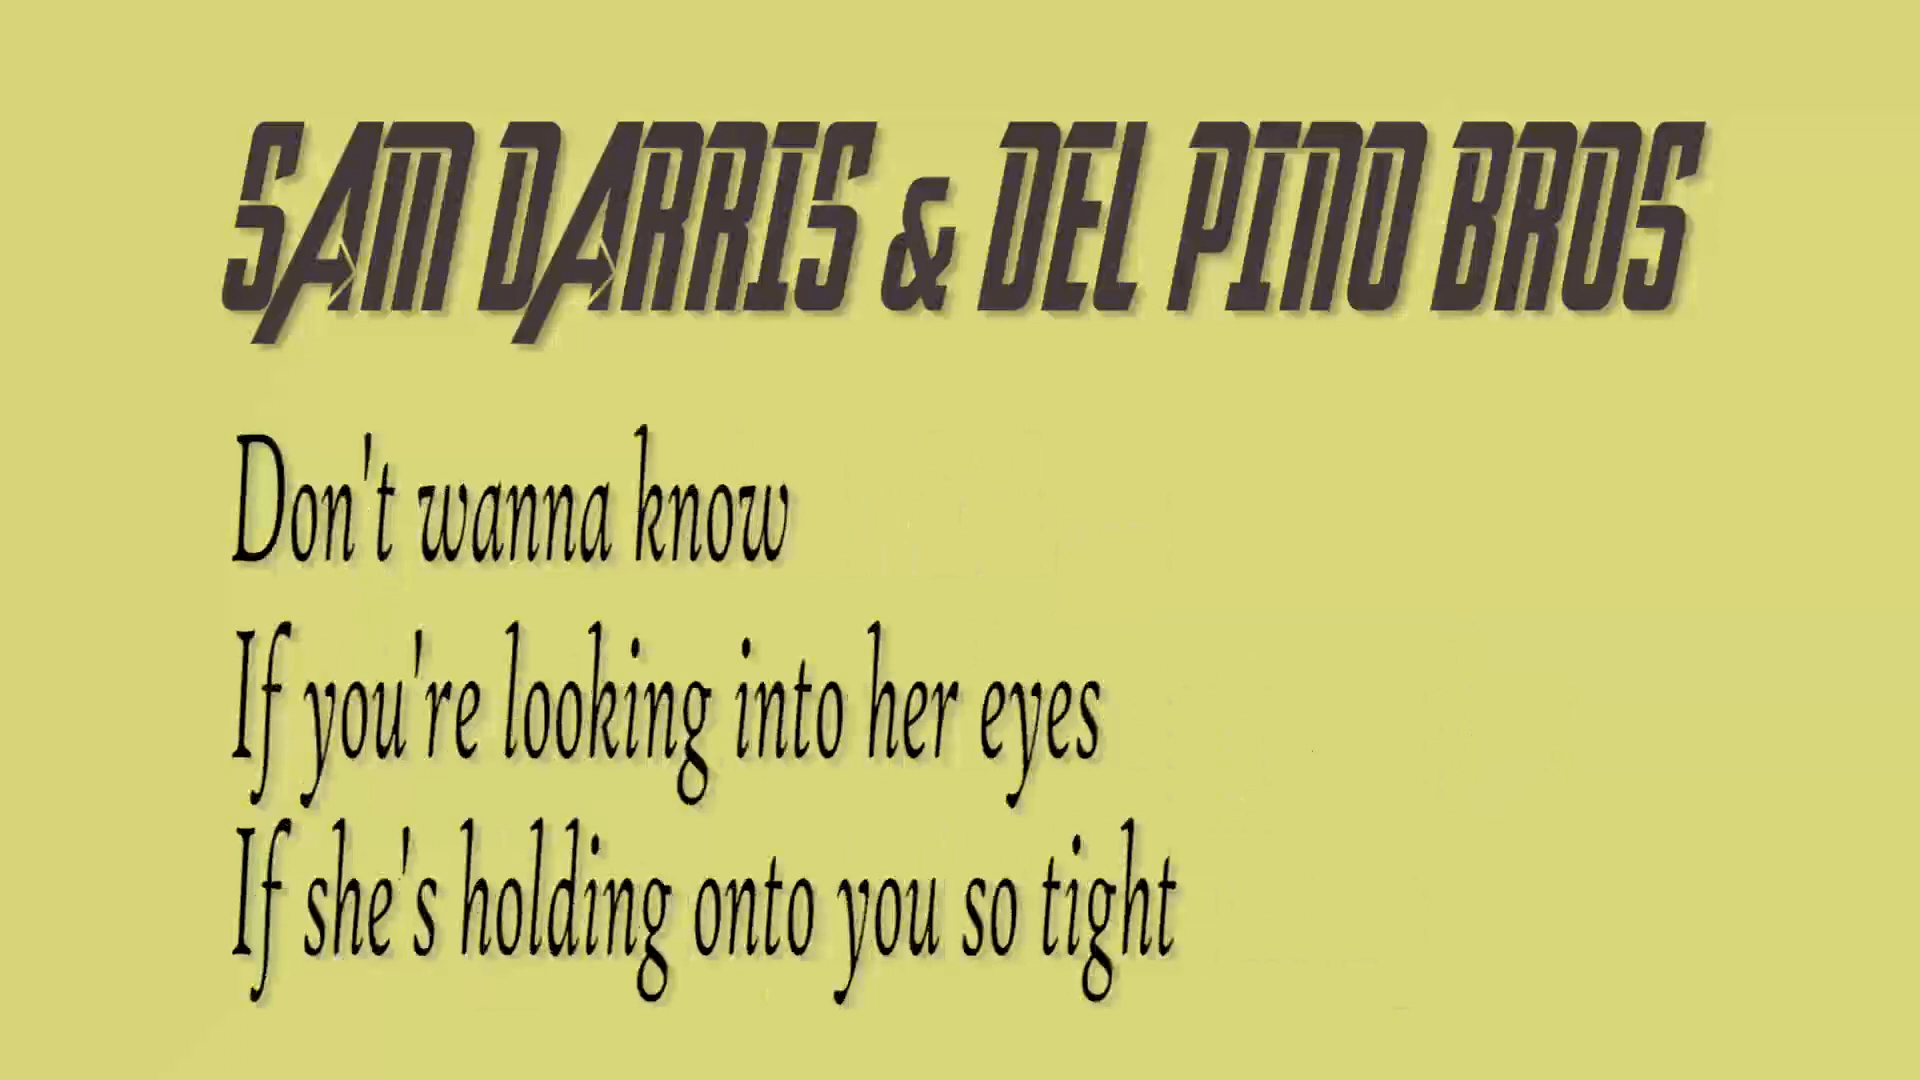 SAM DARRIS & DEL PINO BROS
Don't wanna know
If you're looking into her eyes
If she's holding onto you so tight